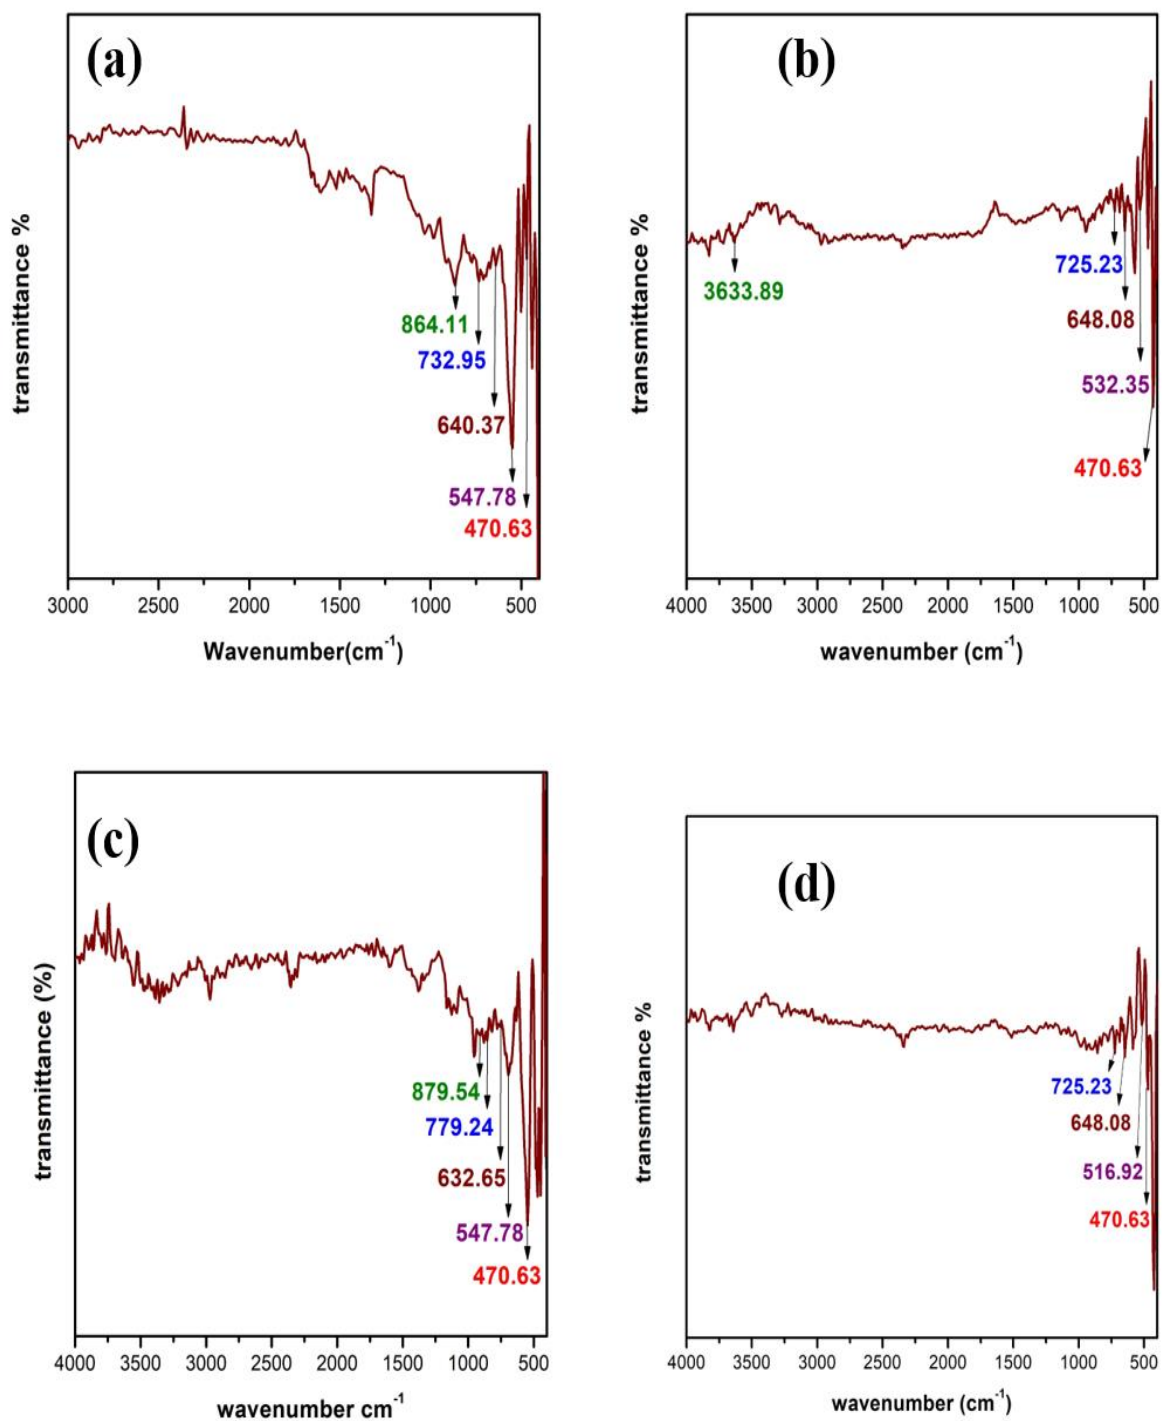 (a)
transmittance %
864.11
732.95
640.37
547.78
470.63
3000 2500 2000 1500 1000 500
Wavenumber(cm-1)
(b)
transmittance %
3633.89
725.23
648.08
532.35
470.63
4000 3500 3000 2500 2000 1500 1000 500
wavenumber (cm-1)
(c)
transmittance (%)
879.54
779.24
632.65
547.78
470.63
4000 3500 3000 2500 2000 1500 1000 500
wavenumber cm-1
(d)
transmittance %
725.23
648.08
516.92
470.63
4000 3500 3000 2500 2000 1500 1000 500
wavenumber (cm-1)